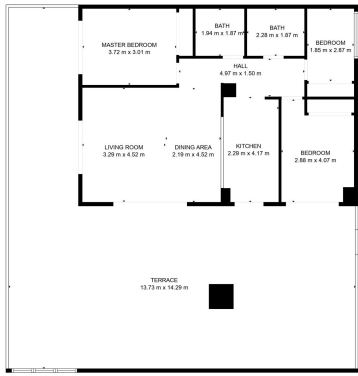 BATH
1.94 m x 1.87 m
BATH
2.28 m x 1.87 m
MASTER BEDROOM
3.72 m x 3.01 m
BEDROOM
1.85 m x 2.87 m
HALL
4.97 m x 1.50 m
LIVING ROOM
3.29 m x 4.52 m
DINING AREA
2.19 m x 4.52 m
KITCHEN
2.29 m x 4.17 m
BEDROOM
2.88 m x 4.07 m
TERRACE
13.73 m x 14.29 m